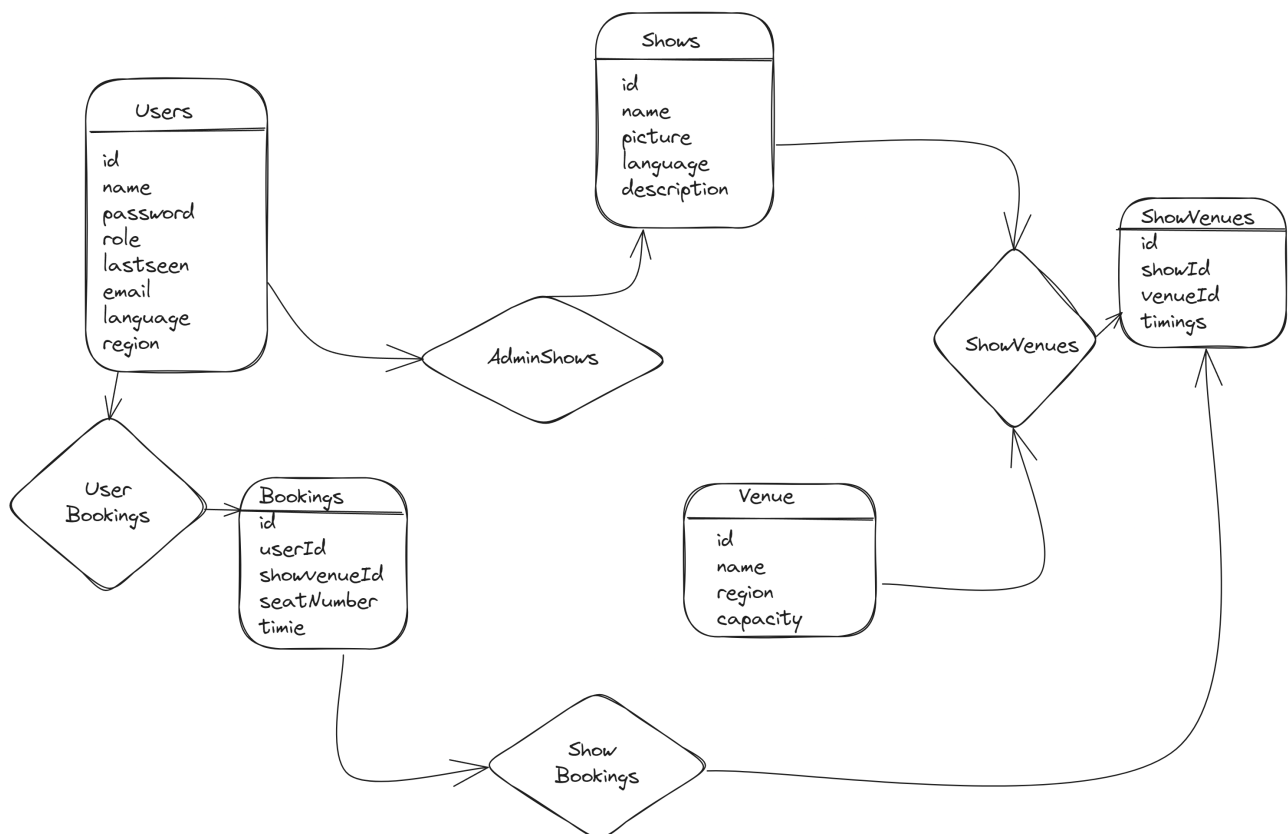 Shows
id
name
picture
language
description
Users
id
name
password
role
lastseen
email
language
region
ShowVenues
id
showId
venueId
timings
AdminShows
ShowVenues
User
Bookings
Bookings
id
userId
showvenueId
seatNumber
timie
Venue
id
name
region
capacity
Show
Bookings